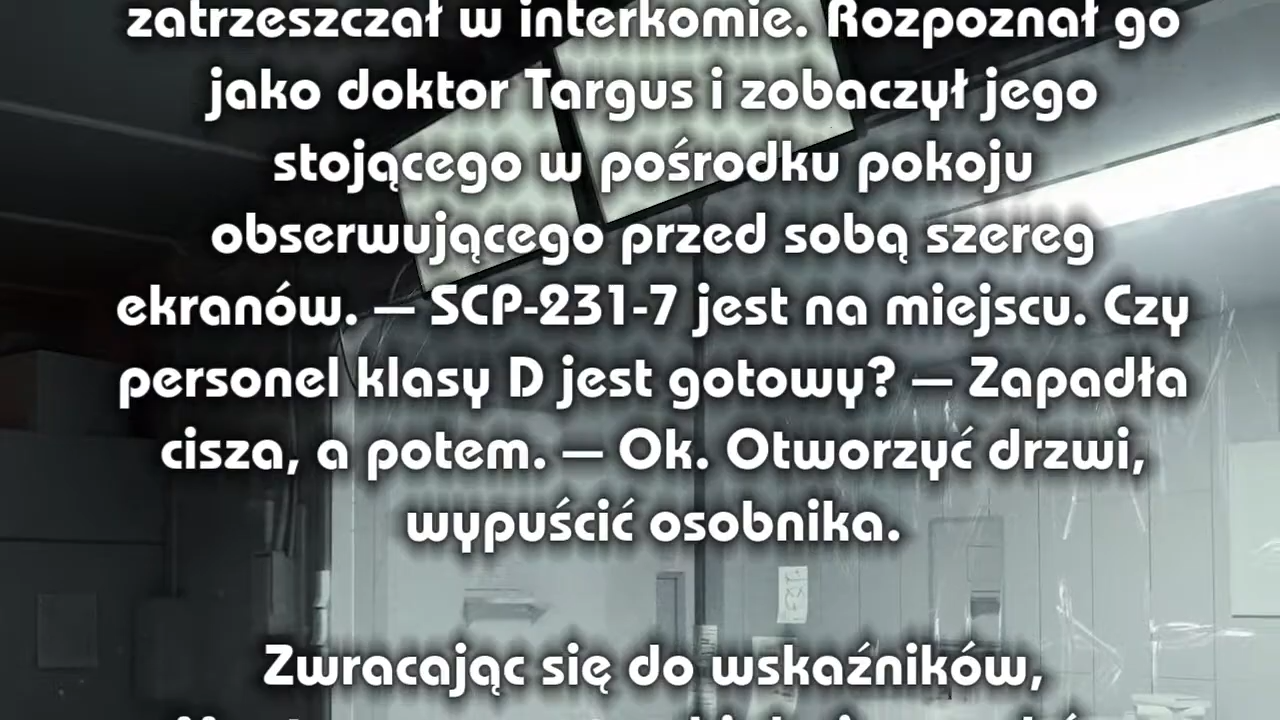 zatrzeszczał w interkomie. Rozpoznał go
jako doktor Targus i zobaczył jego
stojącego w pośrodku pokoju
obserwującego przed sobą szereg
ekranów. — SCP-231-7 jest na miejscu. Czy
personel klasy D jest gotowy? — Zapadła
cisza, a potem. — Ok. Otworzyć drzwi,
wypuścić osobnika.
Zwracając się do wskaźników,